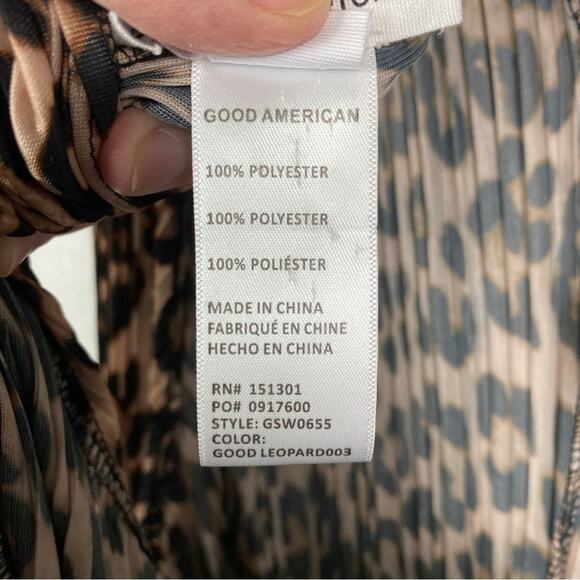 GOOD AMERICAN
100% POLYESTER
100% POLYESTER
100% POLIÉSTER
MADE IN CHINA
FABRIQUÉ EN CHINE
HECHO EN CHINA
RN# 151301
PO# 0917600
STYLE: GSW0655
COLOR:
GOOD LEOPARD003